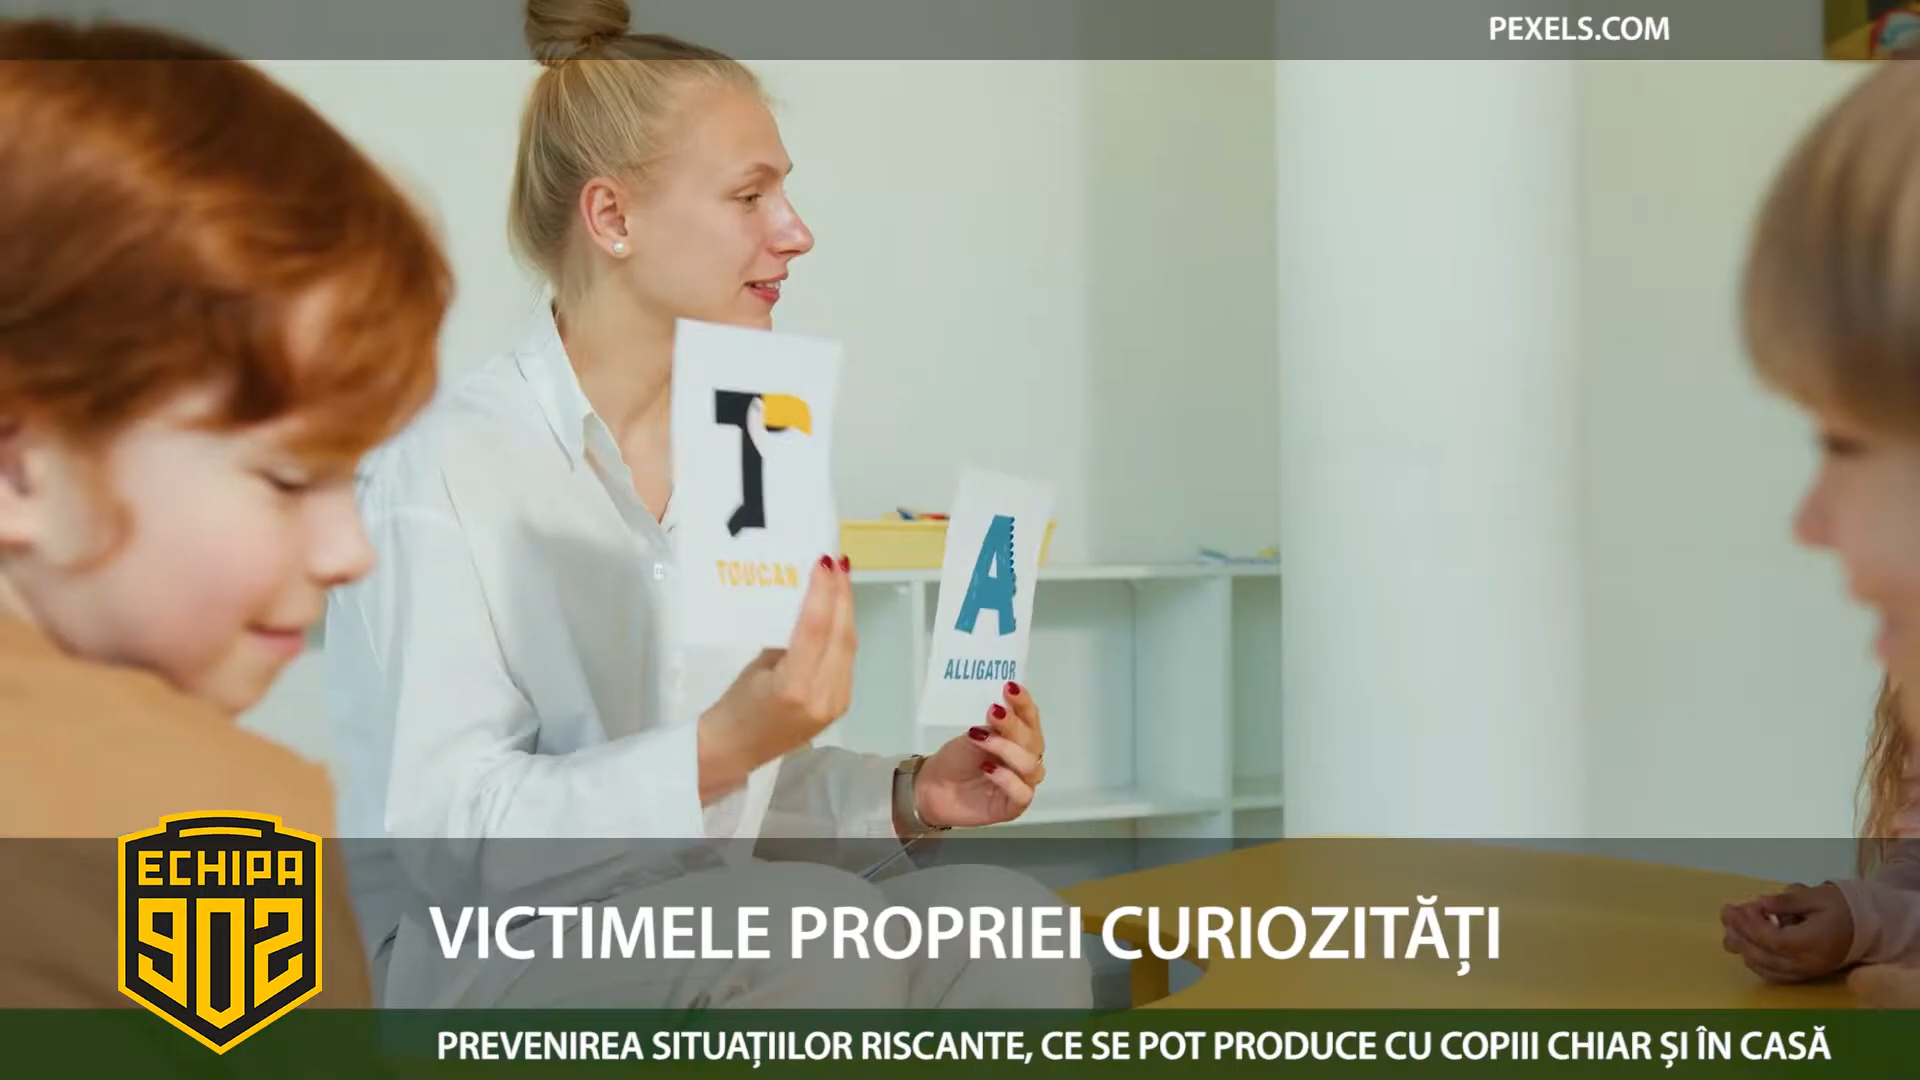 PEXELS.COM
TOUCAN
A
ALLIGATOR
ECHIPA
902
VICTIMELE PROPRIEI CURIOZITĂȚI
PREVENIREA SITUAȚIILOR RISCANTE, CE SE POT PRODUCE CU COPIII CHIAR ȘI ÎN CASĂ